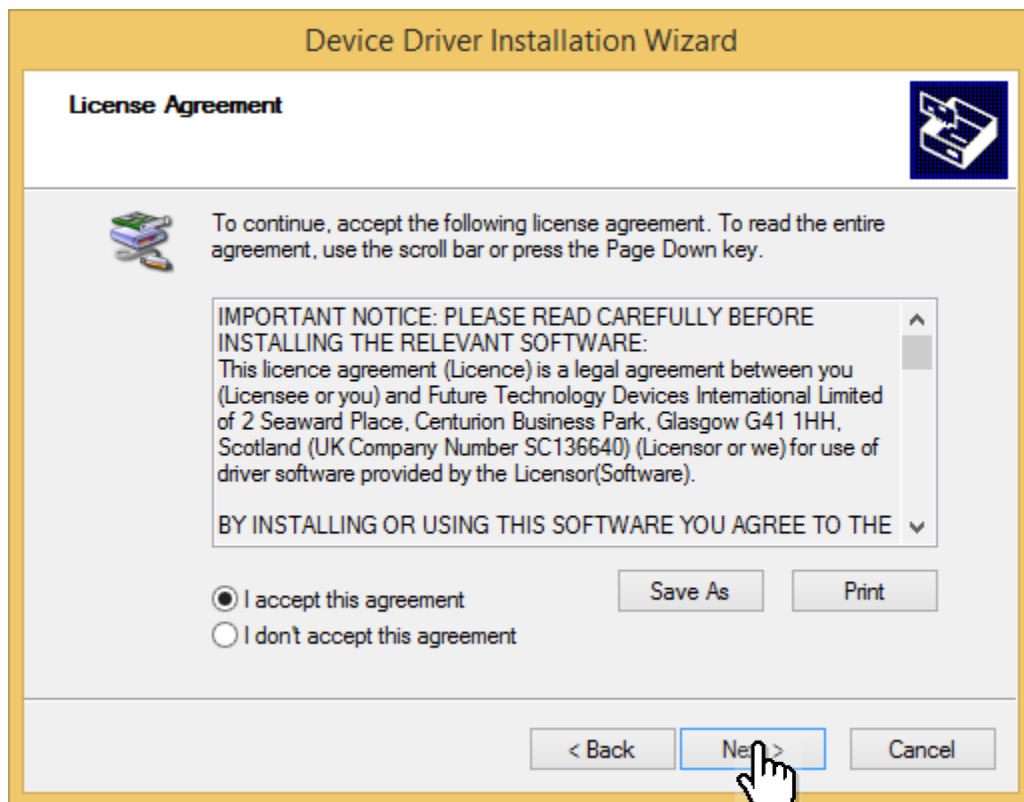 Device Driver Installation Wizard
License Agreement
To continue, accept the following license agreement. To read the entire
agreement, use the scroll bar or press the Page Down key.
IMPORTANT NOTICE: PLEASE READ CAREFULLY BEFORE
INSTALLING THE RELEVANT SOFTWARE:
This licence agreement (Licence) is a legal agreement between you
(Licensee or you) and Future Technology Devices International Limited
of 2 Seaward Place, Centurion Business Park, Glasgow G41 1HH,
Scotland (UK Company Number SC136640) (Licensor or we) for use of
driver software provided by the Licensor(Software).
BY INSTALLING OR USING THIS SOFTWARE YOU AGREE TO THE
Save As Print
I accept this agreement
I don't accept this agreement
< Back Next > Cancel